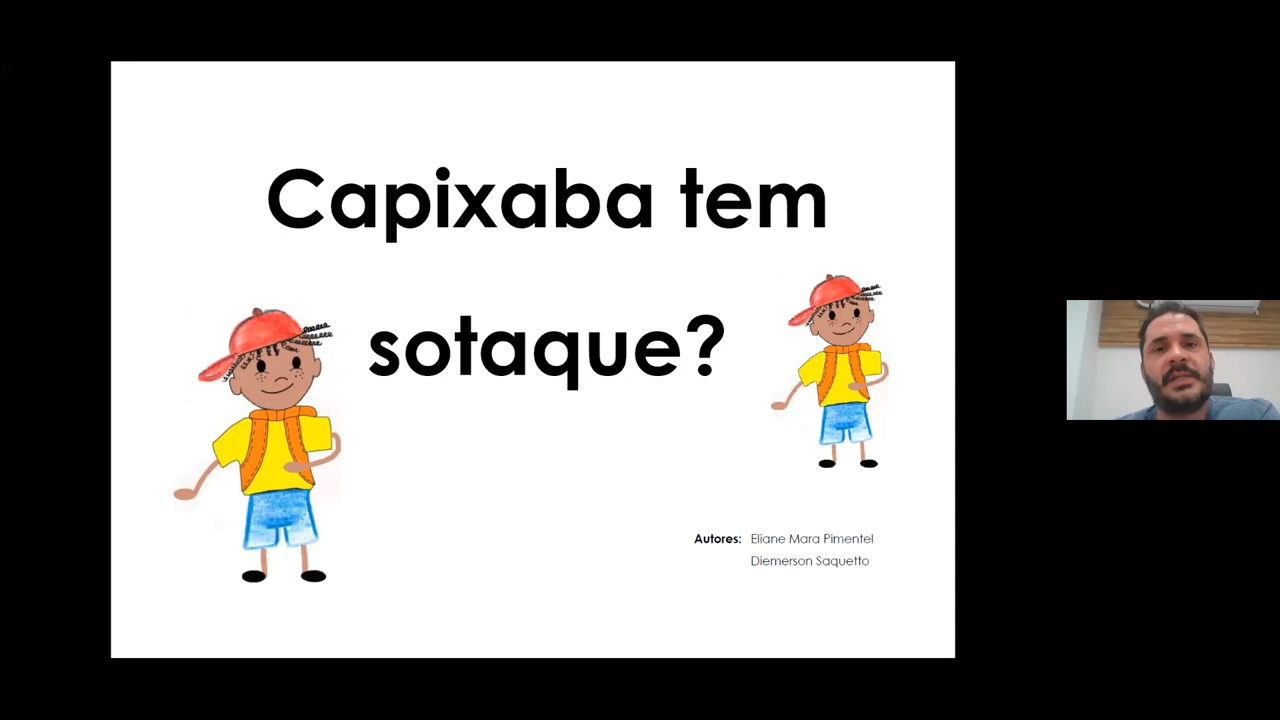 Capixaba tem
sotaque?
Autores: Eliane Mara Pimentel
Diemerson Saquetto